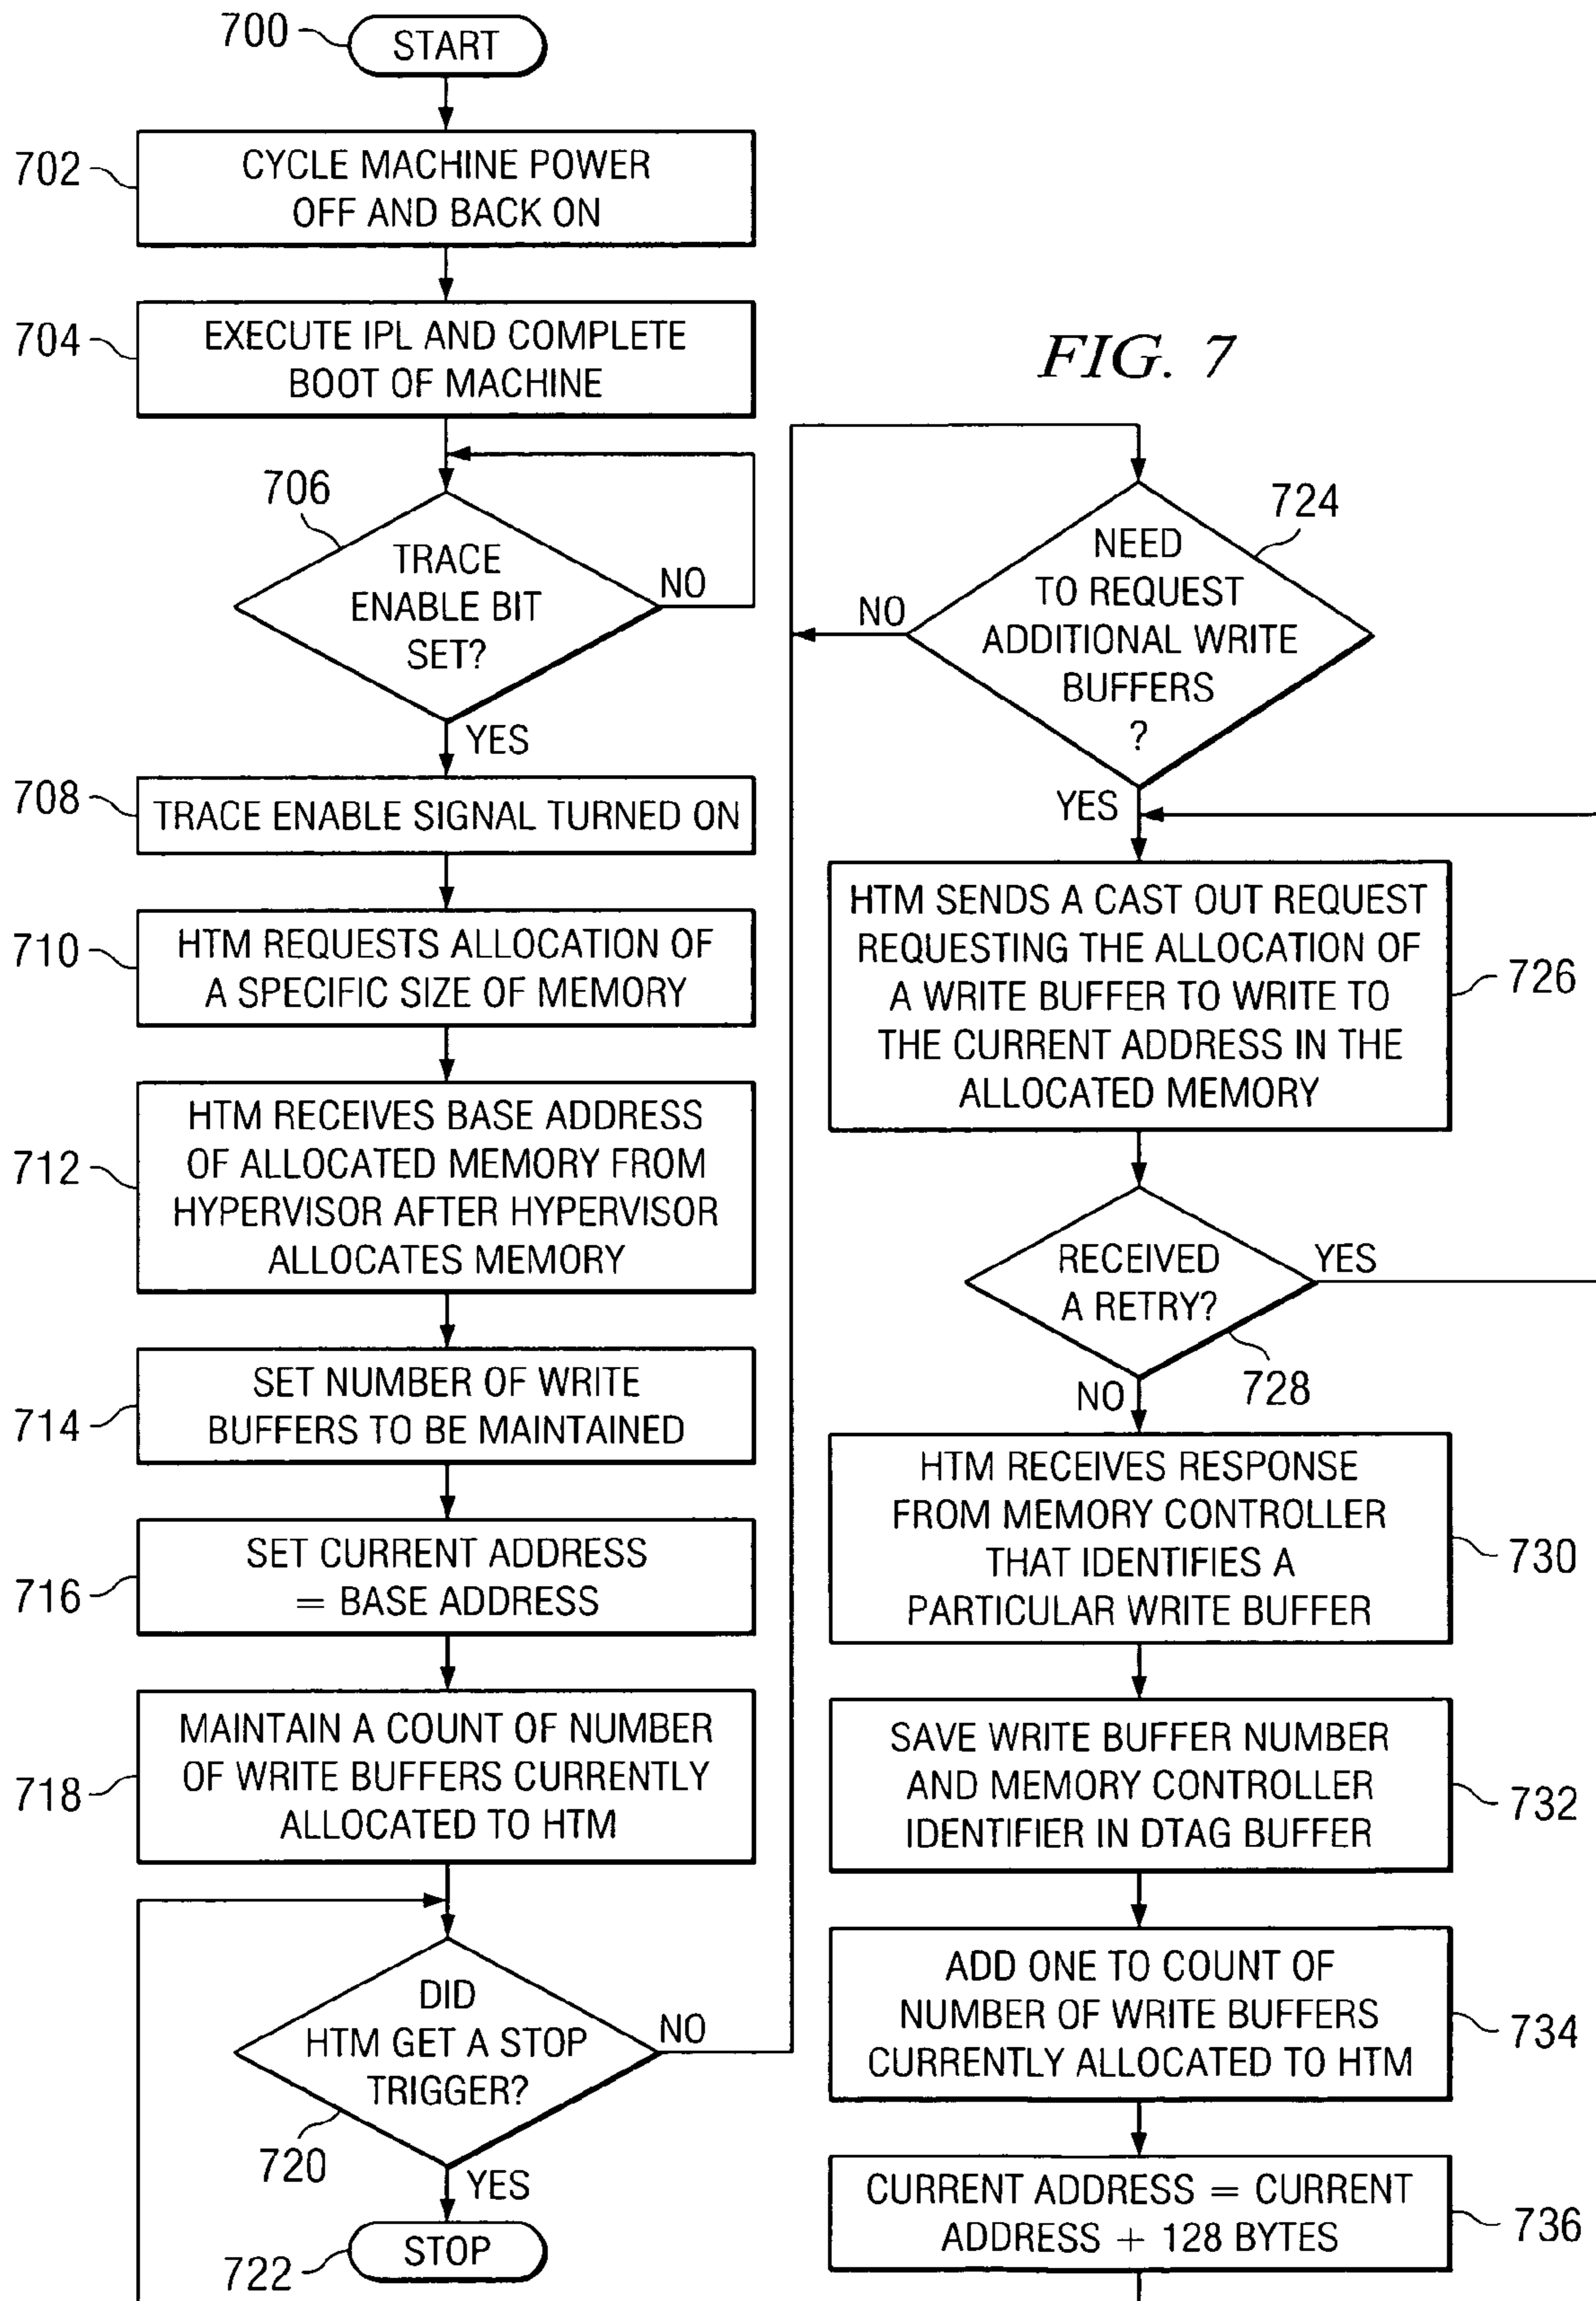 700
START
702
CYCLE MACHINE POWER
OFF AND BACK ON
704
EXECUTE IPL AND COMPLETE
BOOT OF MACHINE
706
TRACE
ENABLE BIT
SET?
NO
YES
708
TRACE ENABLE SIGNAL TURNED ON
710
HTM REQUESTS ALLOCATION OF
A SPECIFIC SIZE OF MEMORY
712
HTM RECEIVES BASE ADDRESS
OF ALLOCATED MEMORY FROM
HYPERVISOR AFTER HYPERVISOR
ALLOCATES MEMORY
714
SET NUMBER OF WRITE
BUFFERS TO BE MAINTAINED
716
SET CURRENT ADDRESS
= BASE ADDRESS
718
MAINTAIN A COUNT OF NUMBER
OF WRITE BUFFERS CURRENTLY
ALLOCATED TO HTM
DID
HTM GET A STOP
TRIGGER?
NO
720
YES
STOP
722
FIG. 7
724
NEED
TO REQUEST
ADDITIONAL WRITE
BUFFERS
?
NO
YES
HTM SENDS A CAST OUT REQUEST
REQUESTING THE ALLOCATION OF
A WRITE BUFFER TO WRITE TO
THE CURRENT ADDRESS IN THE
ALLOCATED MEMORY
726
RECEIVED
A RETRY?
YES
728
NO
HTM RECEIVES RESPONSE
FROM MEMORY CONTROLLER
THAT IDENTIFIES A
PARTICULAR WRITE BUFFER
730
SAVE WRITE BUFFER NUMBER
AND MEMORY CONTROLLER
IDENTIFIER IN DTAG BUFFER
732
ADD ONE TO COUNT OF
NUMBER OF WRITE BUFFERS
CURRENTLY ALLOCATED TO HTM
734
CURRENT ADDRESS = CURRENT
ADDRESS + 128 BYTES
736